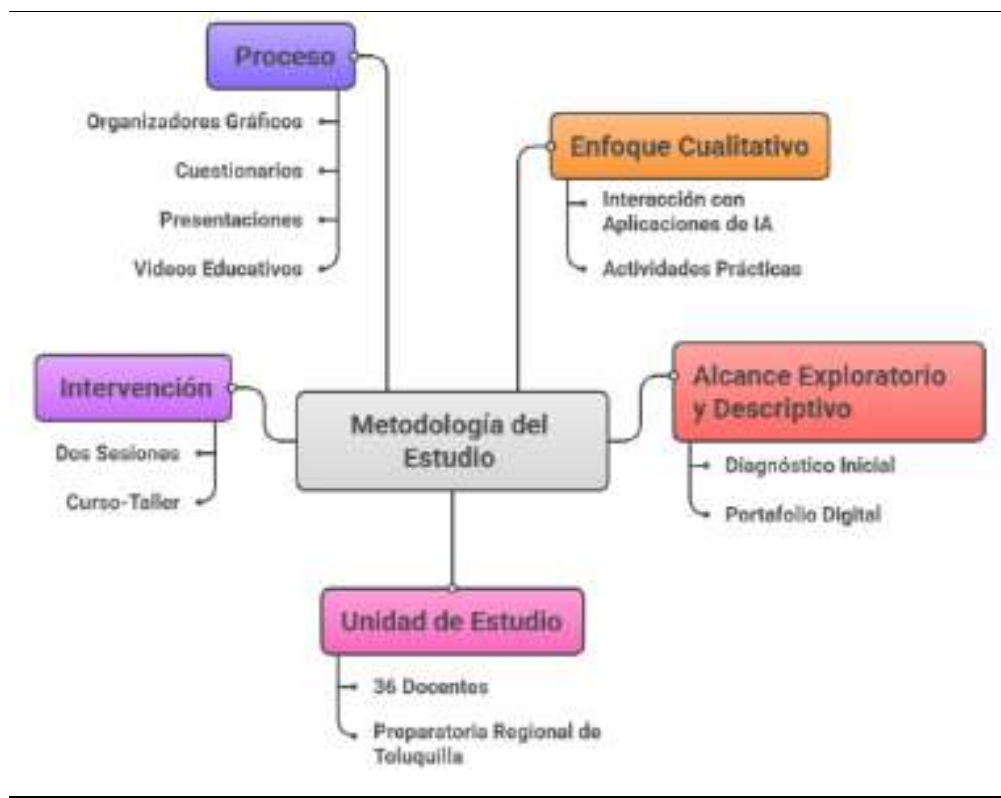 Proceso
Organizadores Gráficos
Cuestionarios
Presentaciones
Videos Educativos
Enfoque Cualitativo
Interacción con
Aplicaciones de IA
Actividades Prácticas
Intervención
Dos Sesiones
Curso-Taller
Metodología del
Estudio
Alcance Exploratorio
y Descriptivo
Diagnóstico Inicial
Portafolio Digital
Unidad de Estudio
36 Docentes
Preparatoria Regional de
Toluquilla